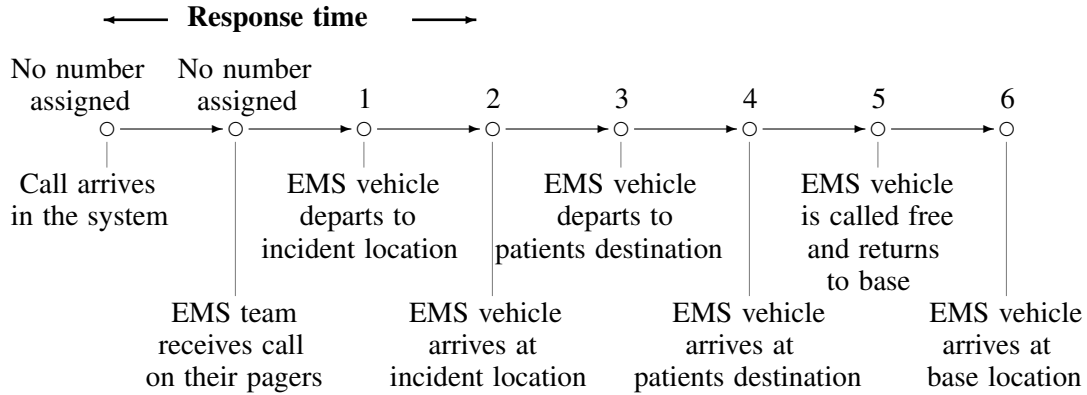 Response time
No number
assigned
No number
assigned
1
2
3
4
5
6
Call arrives
in the system
EMS vehicle
departs to
incident location
EMS vehicle
departs to
patients destination
EMS vehicle
is called free
and returns
to base
EMS team
receives call
on their pagers
EMS vehicle
arrives at
incident location
EMS vehicle
arrives at
patients destination
EMS vehicle
arrives at
base location